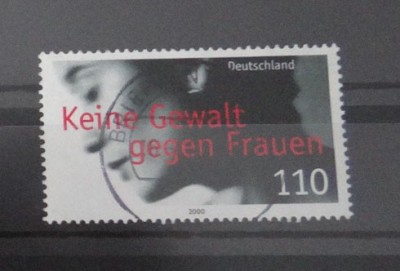 Deutschland
Keine Gewalt
gegen Frauen
110
2000